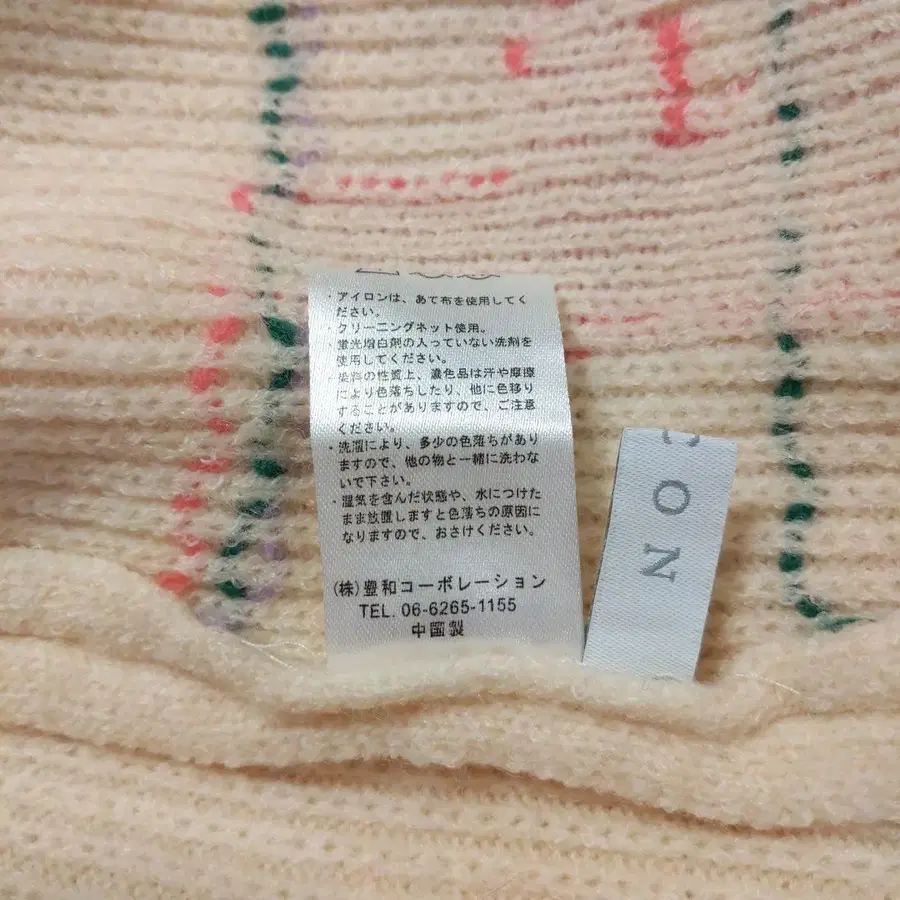 ・アイロンは、あて布を使用してく
ださい。
・クリーニングネット使用。
・蛍光増白剤の入っていない洗剤を
使用してください。
・染料の性質上、濃色品は汗や摩擦
により色落ちしたり、他に色移り
することがありますので、ご注意
ください。
・洗濯により、多少の色落ちがあり
ますので、他の物と一緒に洗わな
いで下さい。
・湿気を含んだ状態や、水につけた
まま放置しますと色落ちの原因に
なりますので、おさけください。
(株)豊和コーポレーション
TEL. 06-6265-1155
中国製
CON